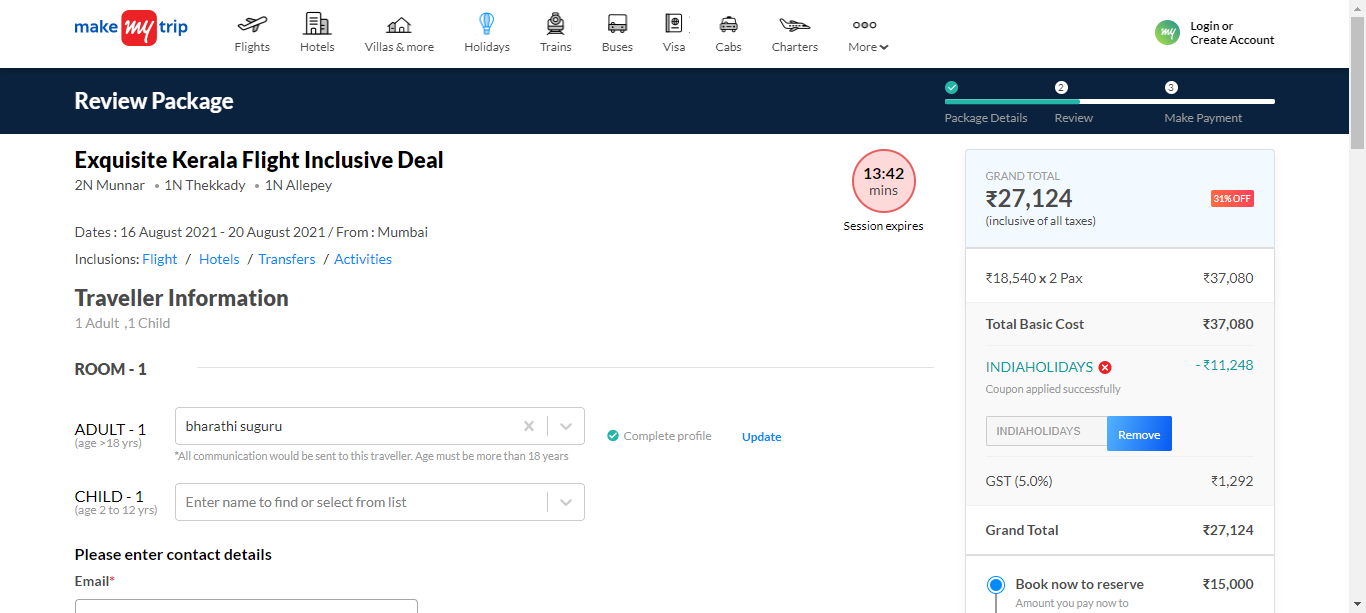 make my trip
Flights
Hotels
Villas & more
Holidays
Trains
Buses
Visa
Cabs
Charters
More
my
Login or
Create Account
Review Package
2
3
Package Details
Review
Make Payment
Exquisite Kerala Flight Inclusive Deal
2N Munnar • 1N Thekkady • 1N Allepey
13:42
mins
Session expires
Dates : 16 August 2021 - 20 August 2021 / From : Mumbai
Inclusions: Flight / Hotels / Transfers / Activities
Traveller Information
1 Adult ,1 Child
ROOM - 1
ADULT - 1
(age >18 yrs)
bharathi suguru
Complete profile
Update
*All communication would be sent to this traveller. Age must be more than 18 years
CHILD - 1
(age 2 to 12 yrs)
Enter name to find or select from list
Please enter contact details
Email*
GRAND TOTAL
₹27,124
31% OFF
(inclusive of all taxes)
₹18,540 x 2 Pax ₹37,080
Total Basic Cost ₹37,080
INDIAHOLIDAYS - ₹11,248
Coupon applied successfully
INDIAHOLIDAYS Remove
GST (5.0%) ₹1,292
Grand Total ₹27,124
Book now to reserve ₹15,000
Amount you pay now to